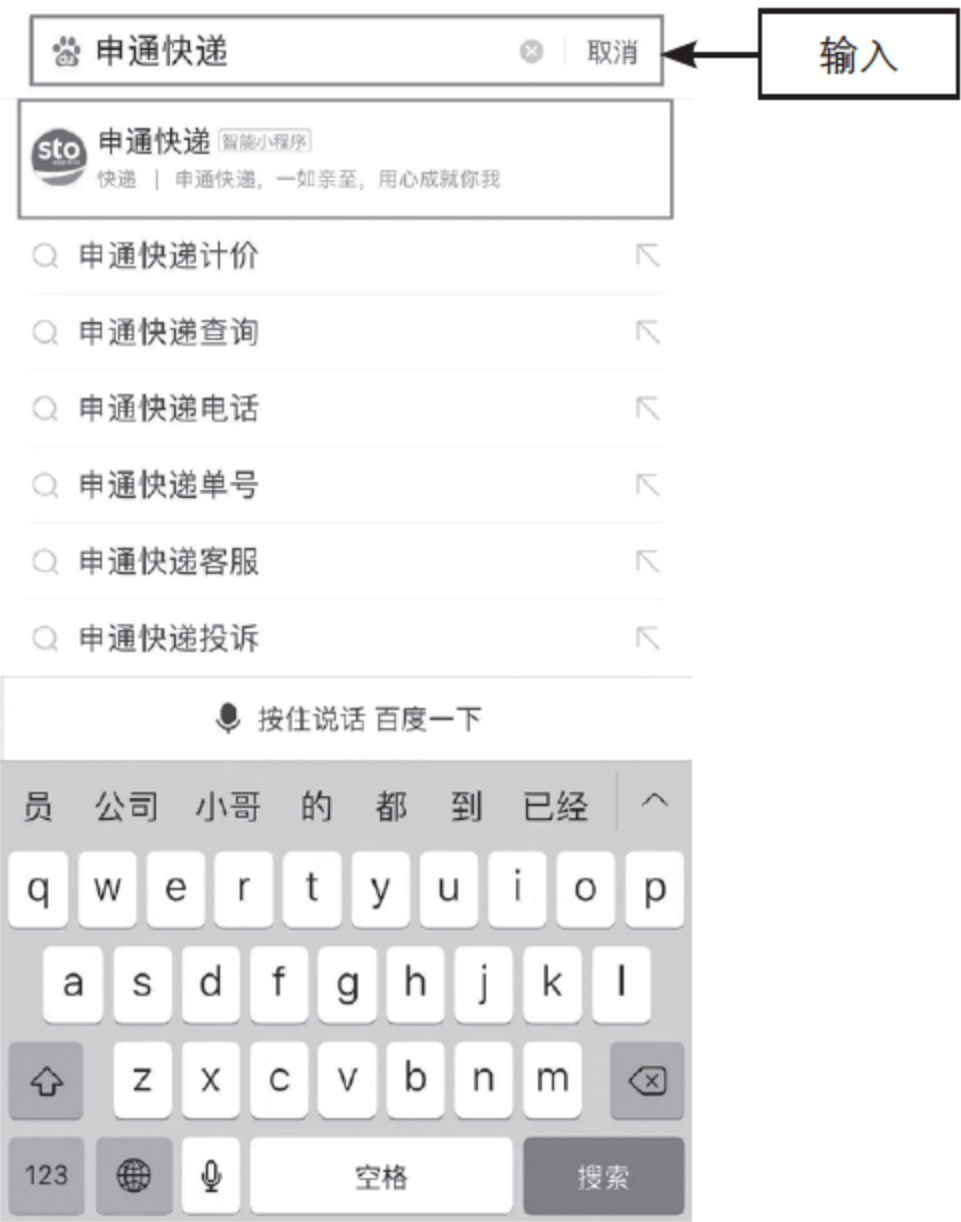 du 申通快递 取消
输入
sto 申通快递 智能小程序
快递 | 申通快递，一如亲至，用心成就你我
申通快递计价
申通快递查询
申通快递电话
申通快递单号
申通快递客服
申通快递投诉
按住说话 百度一下
员 公司 小哥 的 都 到 已经
q w e r t y u i o p
a s d f g h j k l
z x c v b n m
123 空格 搜索